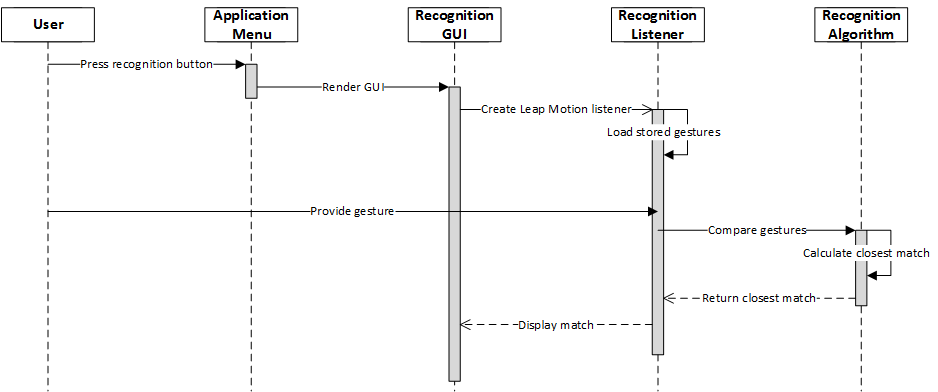 User
Application
Menu
Recognition
GUI
Recognition
Listener
Recognition
Algorithm
Press recognition button
Render GUI
Create Leap Motion listener
Load stored gestures
Provide gesture
Compare gestures
Calculate closest match
Return closest match
Display match